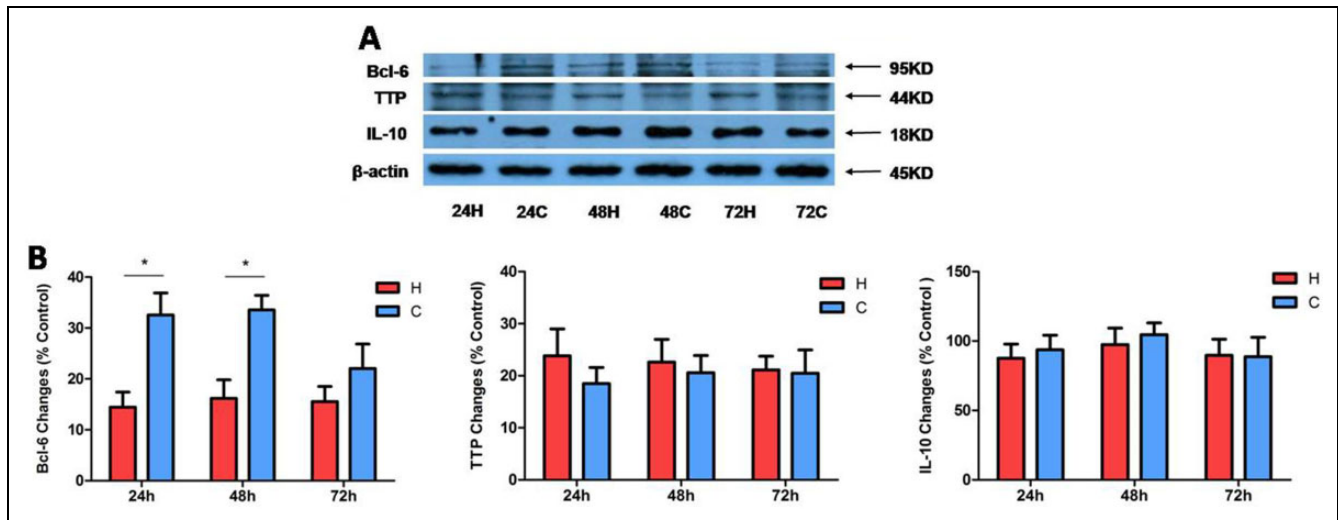 A
Bcl-6 95KD
TTP 44KD
IL-10 18KD
β-actin 45KD
24H 24C 48H 48C 72H 72C
B
Bcl-6 Changes (% Control)
40
30
20
10
0
* *
H
C
24h 48h 72h
TTP Changes (% Control)
40
30
20
10
0
H
C
24h 48h 72h
IL-10 Changes (% Control )
150
100
50
0
H
C
24h 48h 72h